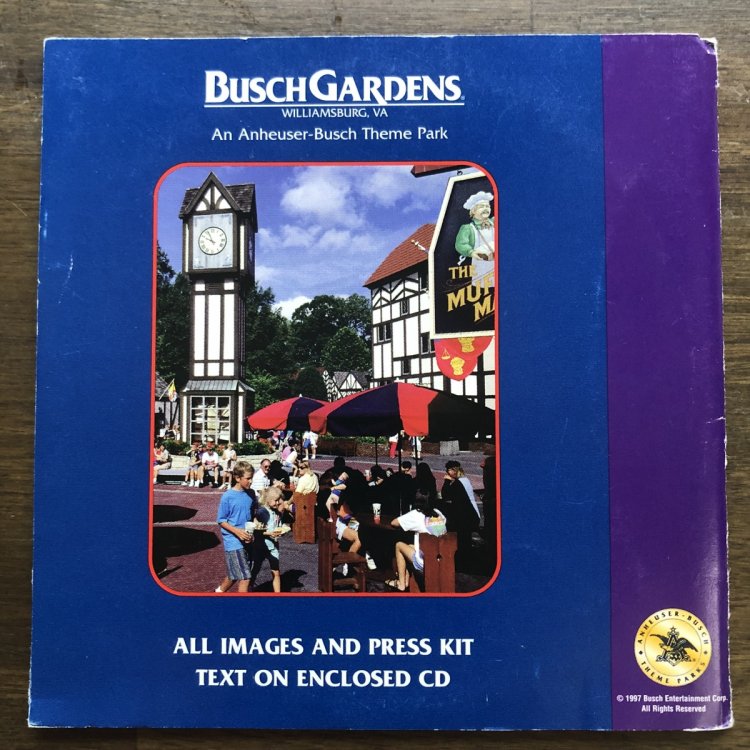 BUSCH GARDENS®
WILLIAMSBURG, VA
An Anheuser-Busch Theme Park
THE
ALL IMAGES AND PRESS KIT
TEXT ON ENCLOSED CD
ANHEUSER-BUSCH
THEME PARKS
© 1997 Busch Entertainment Corp.
All Rights Reserved